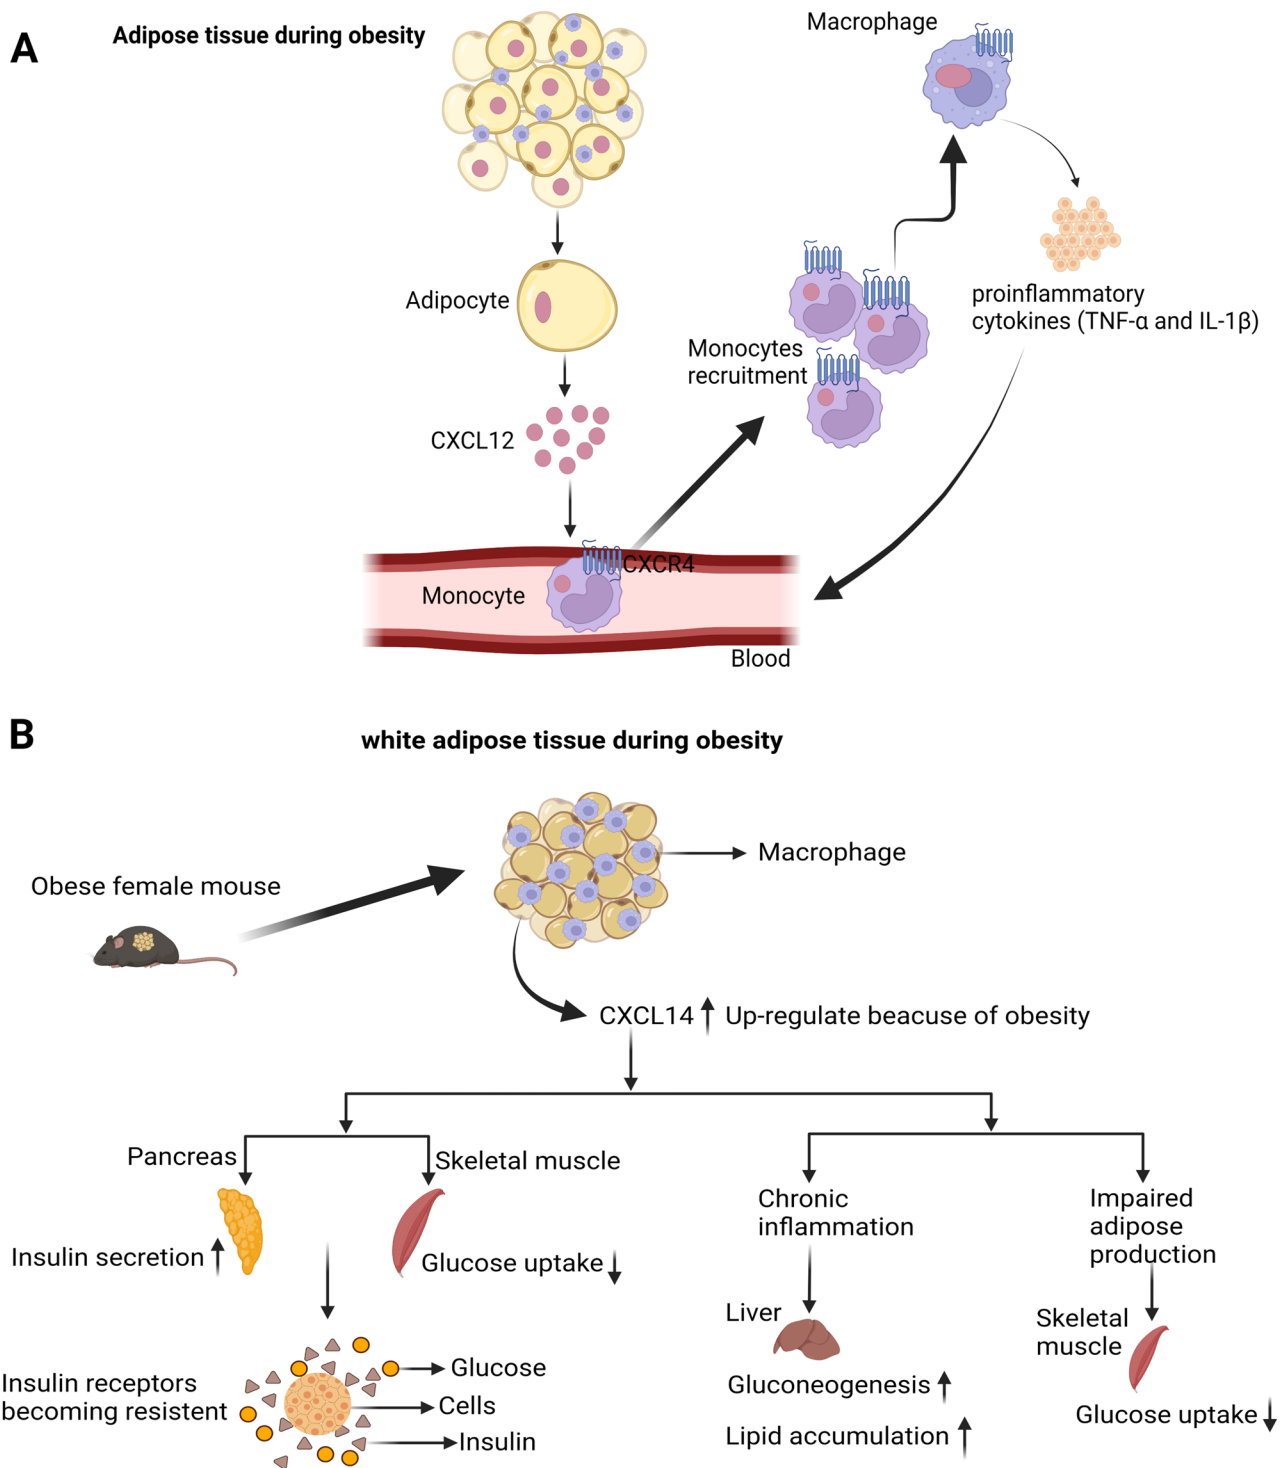 A
Adipose tissue during obesity
Macrophage
Adipocyte
proinflammatory
cytokines (TNF-α and IL-1β)
Monocytes
recruitment
CXCL12
CXCR4
Monocyte
Blood
B
white adipose tissue during obesity
Macrophage
Obese female mouse
CXCL14 Up-regulate beacuse of obesity
Pancreas
Skeletal muscle
Insulin secretion
Glucose uptake
Chronic
inflammation
Impaired
adipose
production
Liver
Skeletal
muscle
Gluconeogenesis
Lipid accumulation
Glucose uptake
Insulin receptors
becoming resistent
Glucose
Cells
Insulin